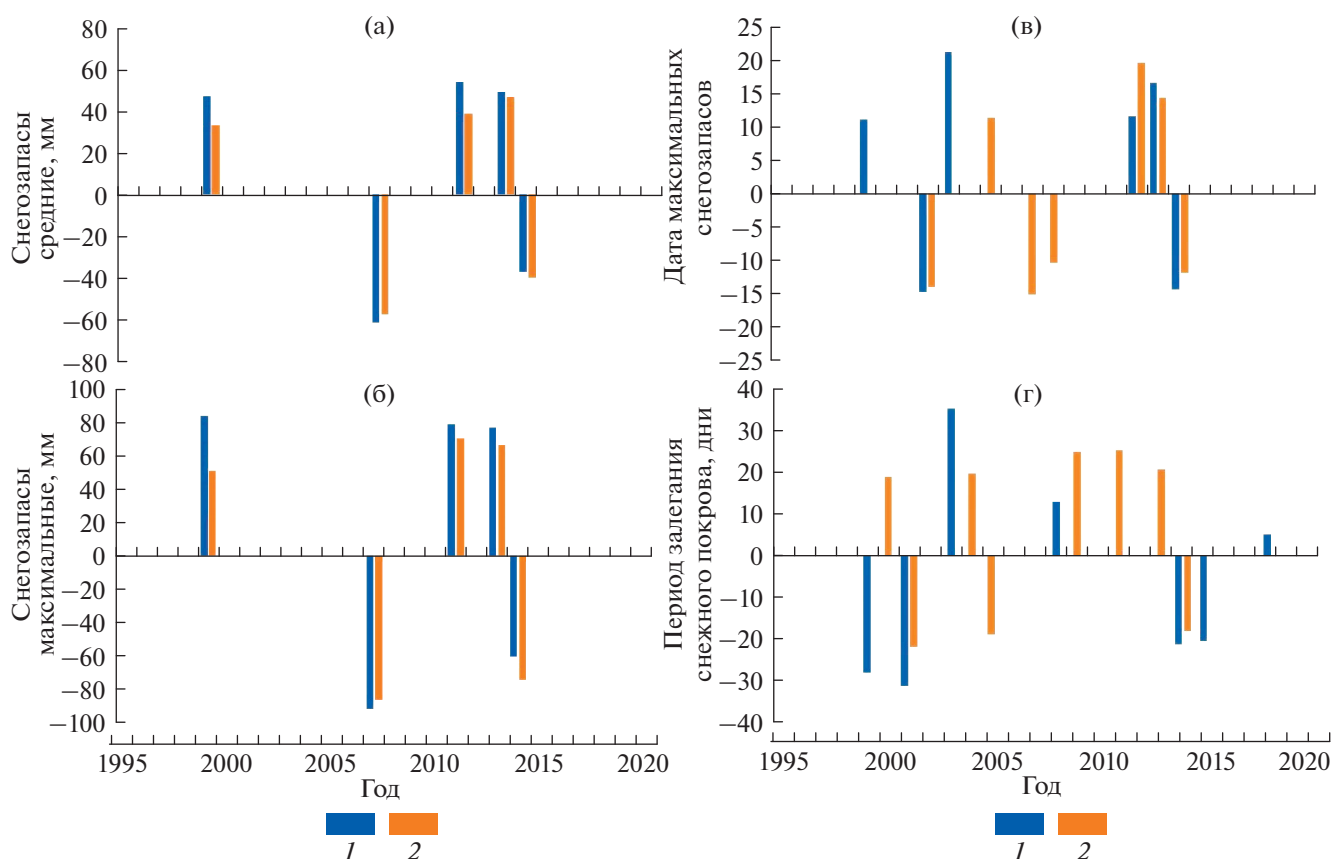 (а)
Снегозапасы
средние, мм
80
60
40
20
0
−20
−40
−60
−80
(в)
Дата максимальных
снегозапасов
25
20
15
10
5
0
−5
−10
−15
−20
−25
(б)
Снегозапасы
максимальные, мм
100
80
60
40
20
0
−20
−40
−60
−80
−100
1995 2000 2005 2010 2015 2020
Год
1 2
(г)
Период залегания
снежного покрова, дни
40
30
20
10
0
−10
−20
−30
−40
1995 2000 2005 2010 2015 2020
Год
1 2